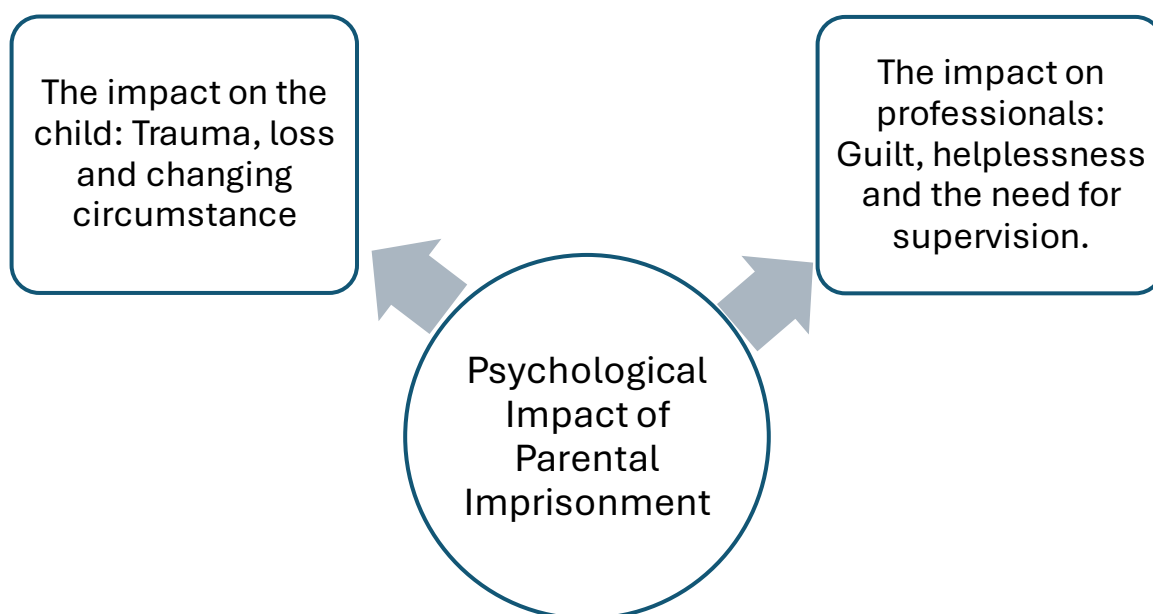 The impact on the
child: Trauma, loss
and changing
circumstance
The impact on
professionals:
Guilt, helplessness
and the need for
supervision.
Psychological
Impact of
Parental
Imprisonment